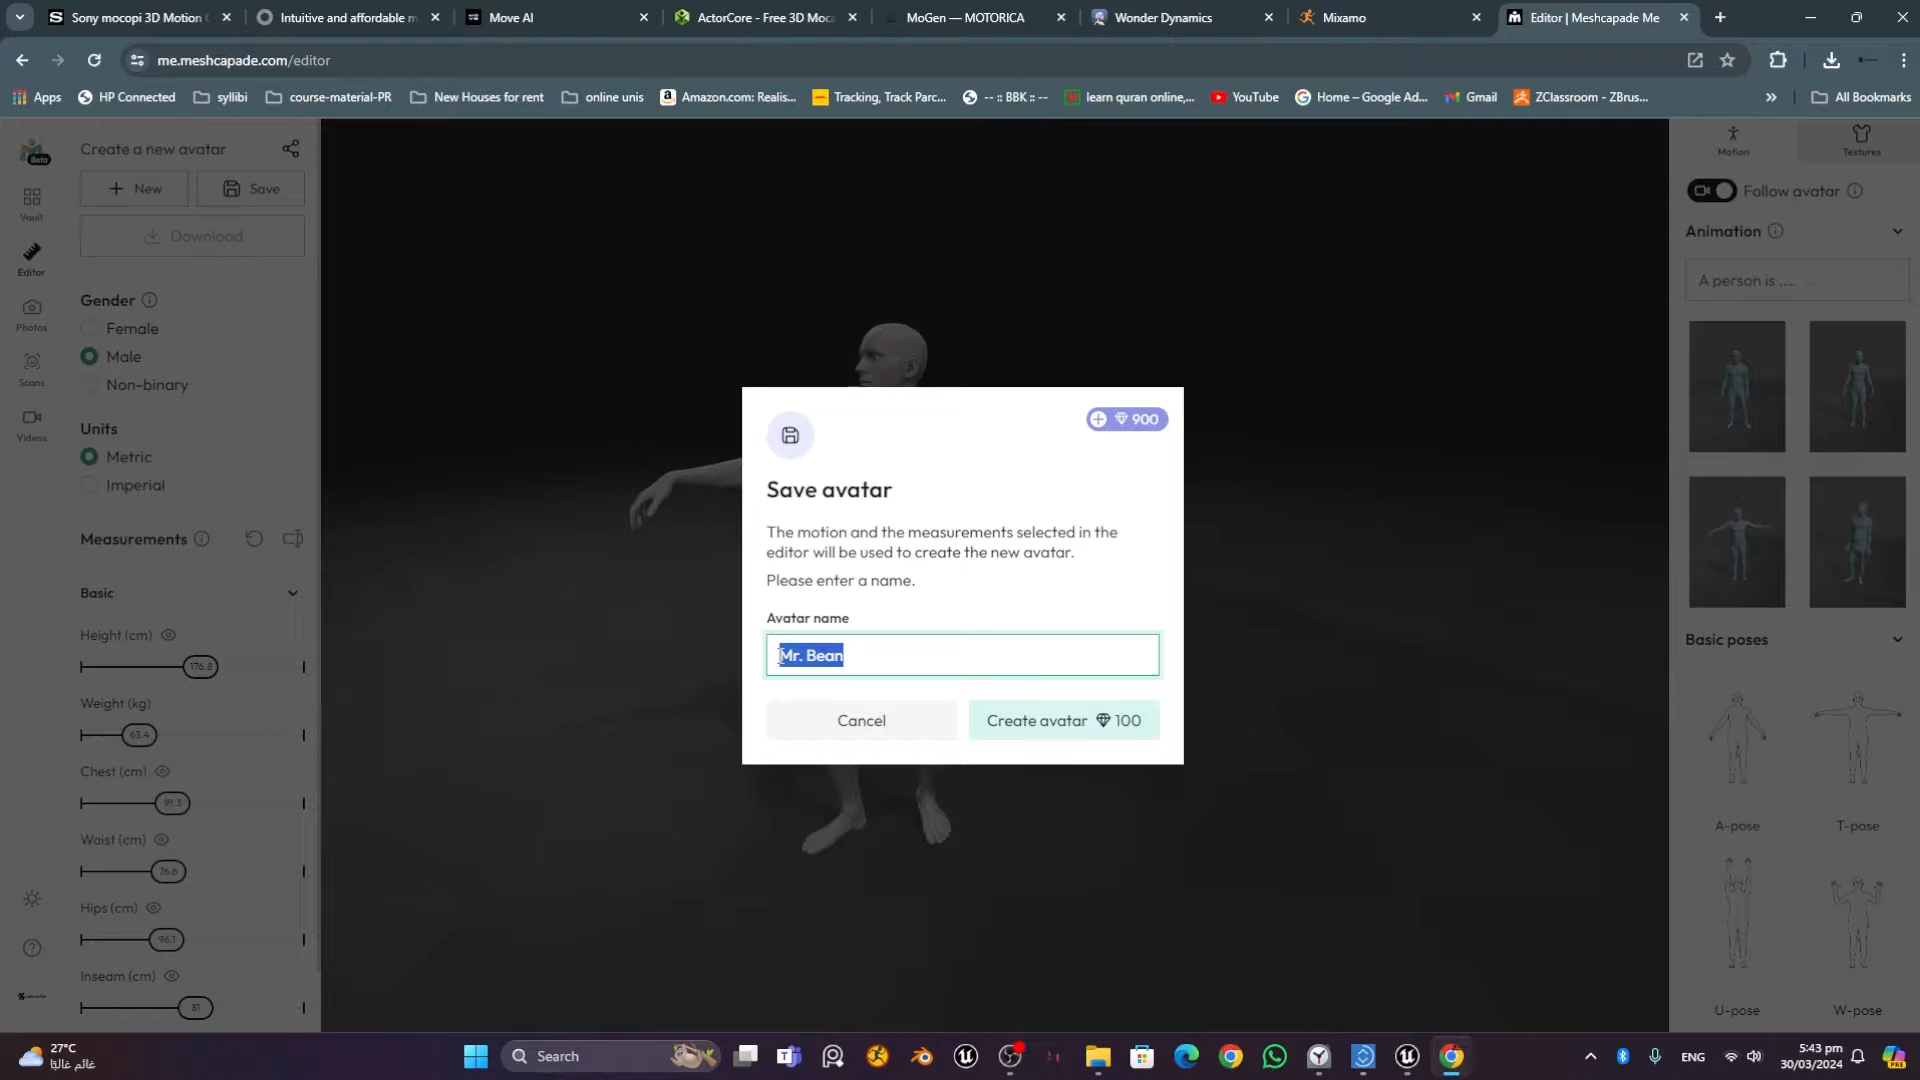 Sony mocopi 3D Motion C
Intuitive and affordable m
Move AI
ActorCore - Free 3D Moca
MoGen — MOTORICA
Wonder Dynamics
Mixamo
Editor | Meshcapade Me
me.meshcapade.com/editor
Apps
HP Connected
syllibi
course-material-PR
New Houses for rent
online unis
Amazon.com: Realis...
Tracking, Track Parc...
-- :: BBK :: --
learn quran online,...
YouTube
Home – Google Ad...
Gmail
ZClassroom - ZBrus...
All Bookmarks
Beta
Create a new avatar
New
Save
Download
Vault
Editor
Photos
Scans
Videos
Gender
Female
Male
Non-binary
Units
Metric
Imperial
Measurements
Basic
Height (cm)
176.8
Weight (kg)
63.4
Chest (cm)
91.3
Waist (cm)
76.6
Hips (cm)
96.1
Inseam (cm)
81
900
Save avatar
The motion and the measurements selected in the
editor will be used to create the new avatar.
Please enter a name.
Avatar name
Mr. Bean
Cancel
Create avatar 100
Motion
Textures
Follow avatar
Animation
A person is ...
Basic poses
A-pose
T-pose
U-pose
W-pose
27°C
غائم غالبًا
Search
ENG
5:43 pm
30/03/2024
PRE